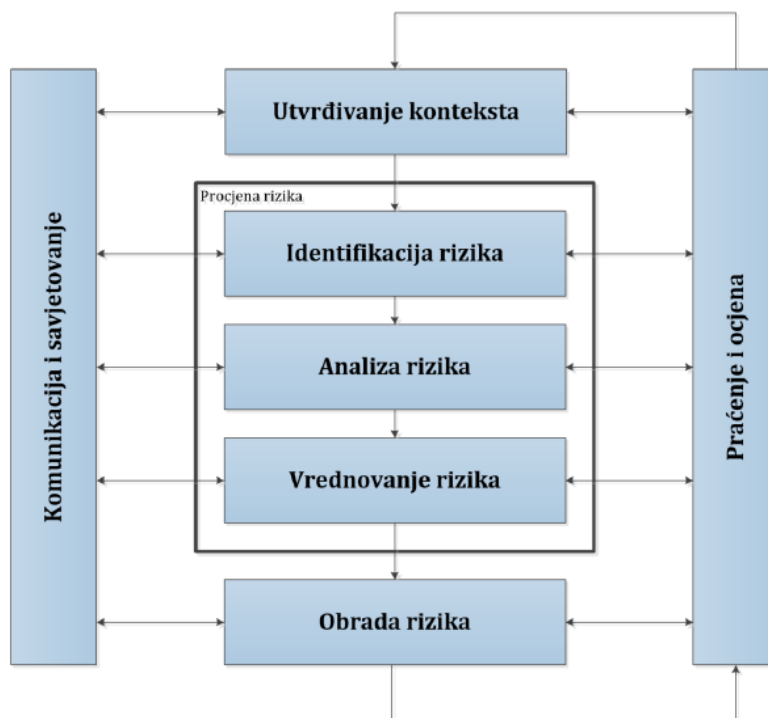 Utvrđivanje konteksta
Procjena rizika
Identifikacija rizika
Analiza rizika
Vrednovanje rizika
Obrada rizika
Komunikacija i savjetovanje
Praćenje i ocjena